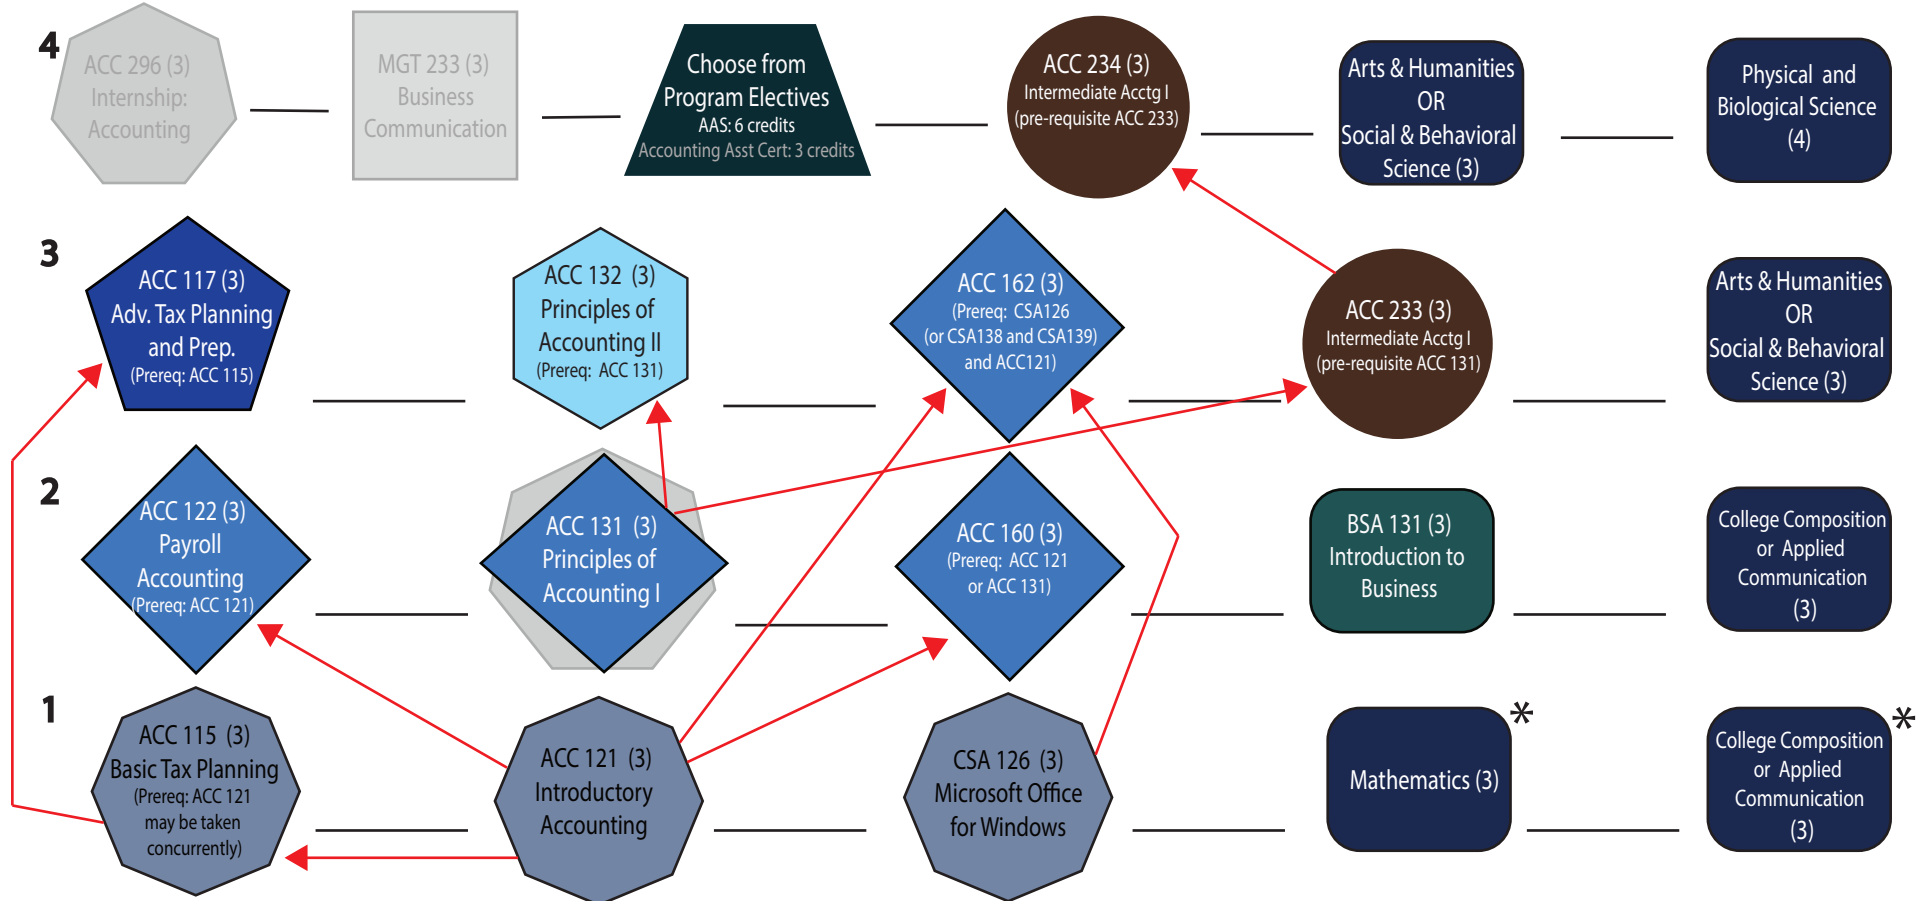 4
ACC 296 (3)
Internship:
Accounting
MGT 233 (3)
Business
Communication
Choose from
Program Electives
AAS: 6 credits
Accounting Asst Cert: 3 credits
ACC 234 (3)
Intermediate Acctg I
(pre-requisite ACC 233)
Arts & Humanities
OR
Social & Behavioral
Science (3)
Physical and
Biological Science
(4)
3
ACC 117 (3)
Adv. Tax Planning
and Prep.
(Prereq: ACC 115)
ACC 132 (3)
Principles of
Accounting II
(Prereq: ACC 131)
ACC 162 (3)
(Prereq: CSA126
(or CSA138 and CSA139)
and ACC121)
ACC 233 (3)
Intermediate Acctg I
(pre-requisite ACC 131)
Arts & Humanities
OR
Social & Behavioral
Science (3)
2
ACC 122 (3)
Payroll
Accounting
(Prereq: ACC 121)
ACC 131 (3)
Principles of
Accounting I
ACC 160 (3)
(Prereq: ACC 121
or ACC 131)
BSA 131 (3)
Introduction to
Business
College Composition
or Applied
Communication
(3)
1
ACC 115 (3)
Basic Tax Planning
(Prereq: ACC 121
may be taken
concurrently)
ACC 121 (3)
Introductory
Accounting
CSA 126 (3)
Microsoft Office
for Windows
Mathematics (3)
*
College Composition
or Applied
Communication
(3)
*